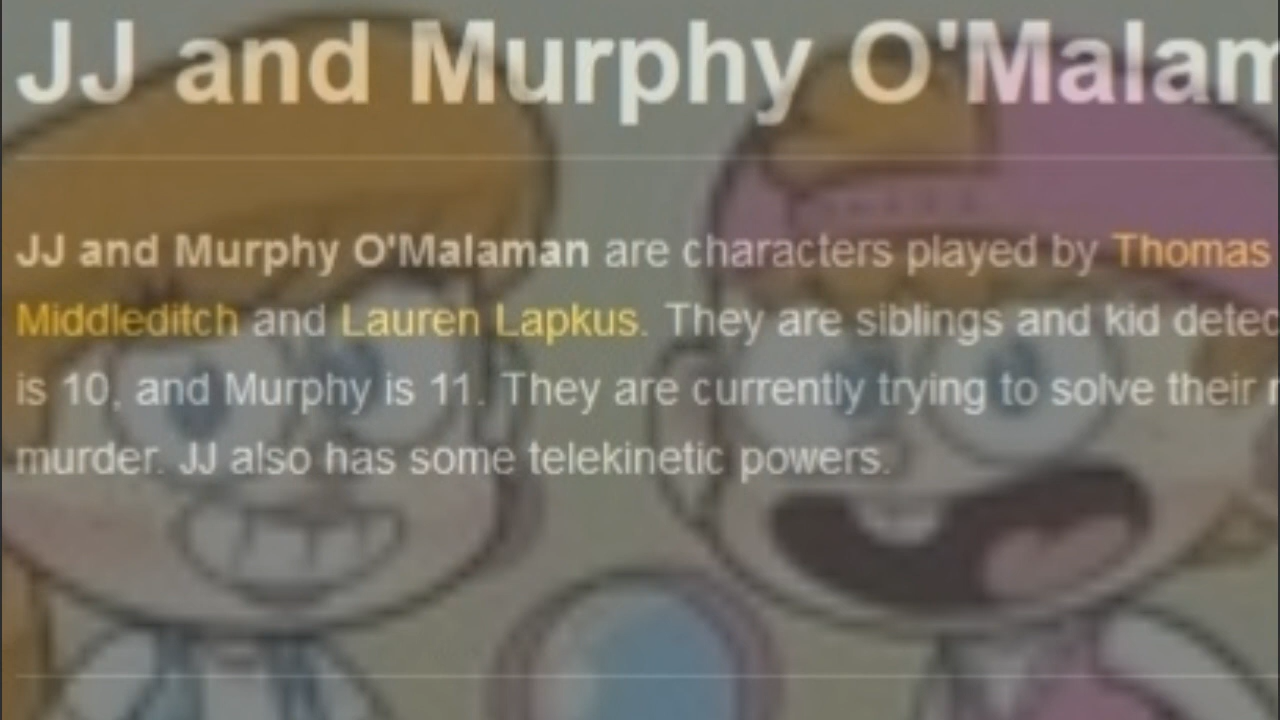 JJ and Murphy O'Malam
JJ and Murphy O'Malaman are characters played by Thomas
Middleditch and Lauren Lapkus. They are siblings and kid detec
is 10, and Murphy is 11. They are currently trying to solve their
murder. JJ also has some telekinetic powers.